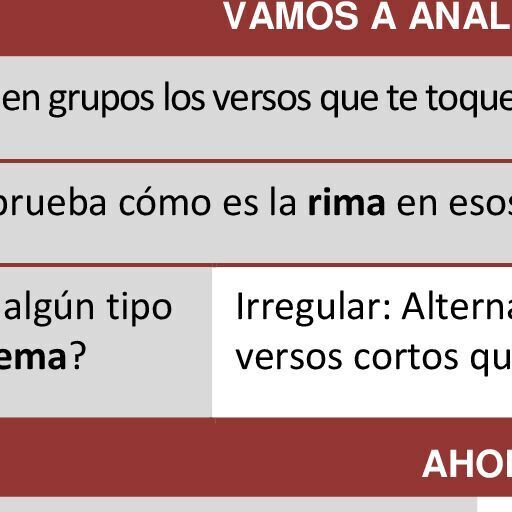 VAMOS A ANAL
en grupos los versos que te toque
prueba cómo es la rima en esos
algún tipo
ema?
Irregular: Altern
versos cortos qu
AHO